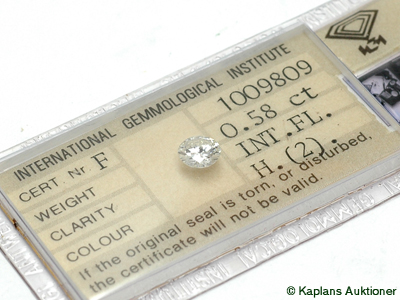 INTERNATIONAL GEMMOLOGICAL INSTITUTE
CERT. Nr F 1009809
WEIGHT 0.58 ct
CLARITY INT.FL.
COLOUR H.(2).
If the original seal is torn, or disturbed,
the certificate will not be valid.
© Kaplans Auktioner